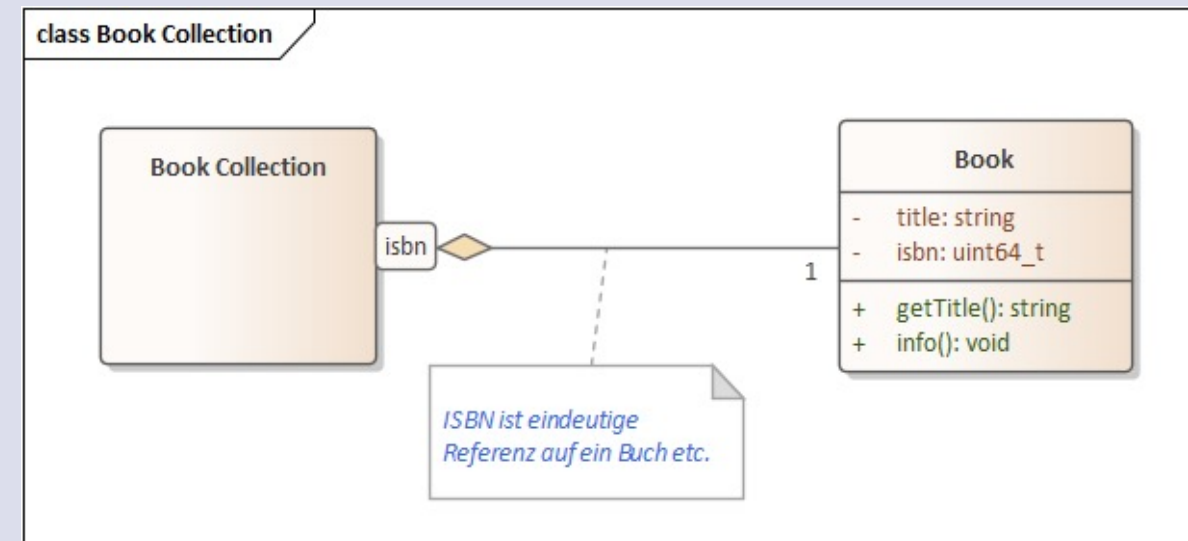 class Book Collection
Book Collection
isbn
1
Book
- title: string
- isbn: uint64_t
+ getTitle(): string
+ info(): void
ISBN ist eindeutige
Referenz auf ein Buch etc.